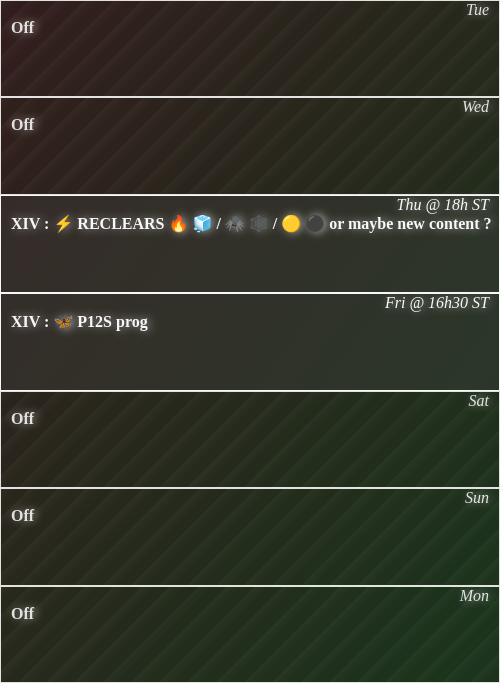 Tue
Off
Wed
Off
Thu @ 18h ST
XIV : ⚡ RECLEARS 🔥 🧊 / 🕷 🕸 / 🟡 ⚫ or maybe new content ?
Fri @ 16h30 ST
XIV : 🦋 P12S prog
Sat
Off
Sun
Off
Mon
Off